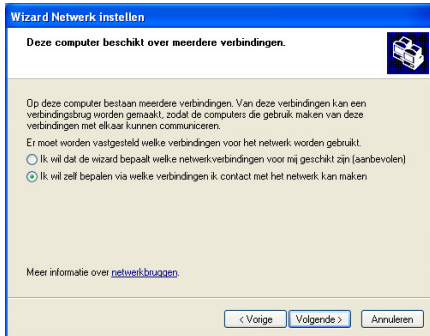 Wizard Netwerk instellen
Deze computer beschikt over meerdere verbindingen.
Op deze computer bestaan meerdere verbindingen. Van deze verbindingen kan een
verbindingsbrug worden gemaakt, zodat de computers die gebruik maken van deze
verbindingen met elkaar kunnen communiceren.
Er moet worden vastgesteld welke verbindingen voor het netwerk worden gebruikt.
Ik wil dat de wizard bepaalt welke netwerkverbindingen voor mij geschikt zijn (aanbevolen)
Ik wil zelf bepalen via welke verbindingen ik contact met het netwerk kan maken
Meer informatie over netwerkbruggen.
< Vorige Volgende > Annuleren